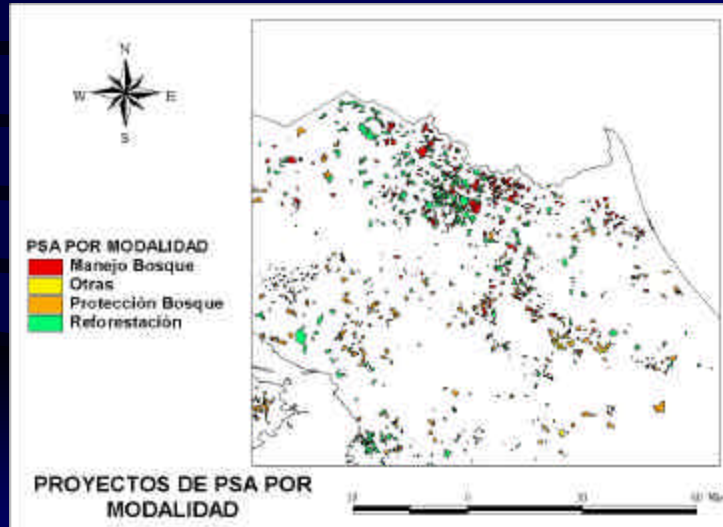 N
W E
S
PSA POR MODALIDAD
Manejo Bosque
Otras
Protección Bosque
Reforestación
PROYECTOS DE PSA POR
MODALIDAD